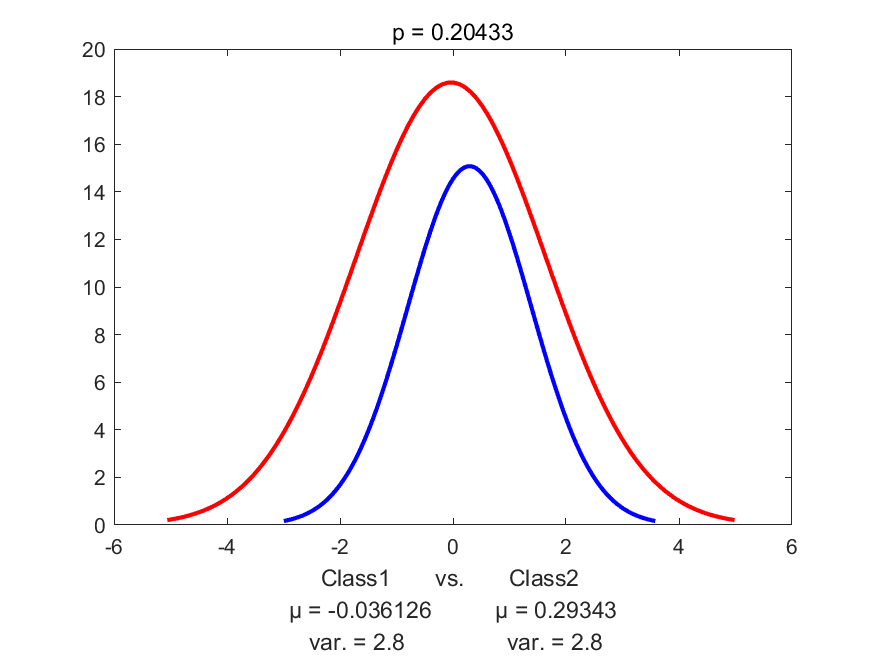 p = 0.20433
20
18
16
14
12
10
8
6
4
2
0
-6 -4 -2 0 2 4 6
Class1 vs. Class2
μ = -0.036126 μ = 0.29343
var. = 2.8 var. = 2.8